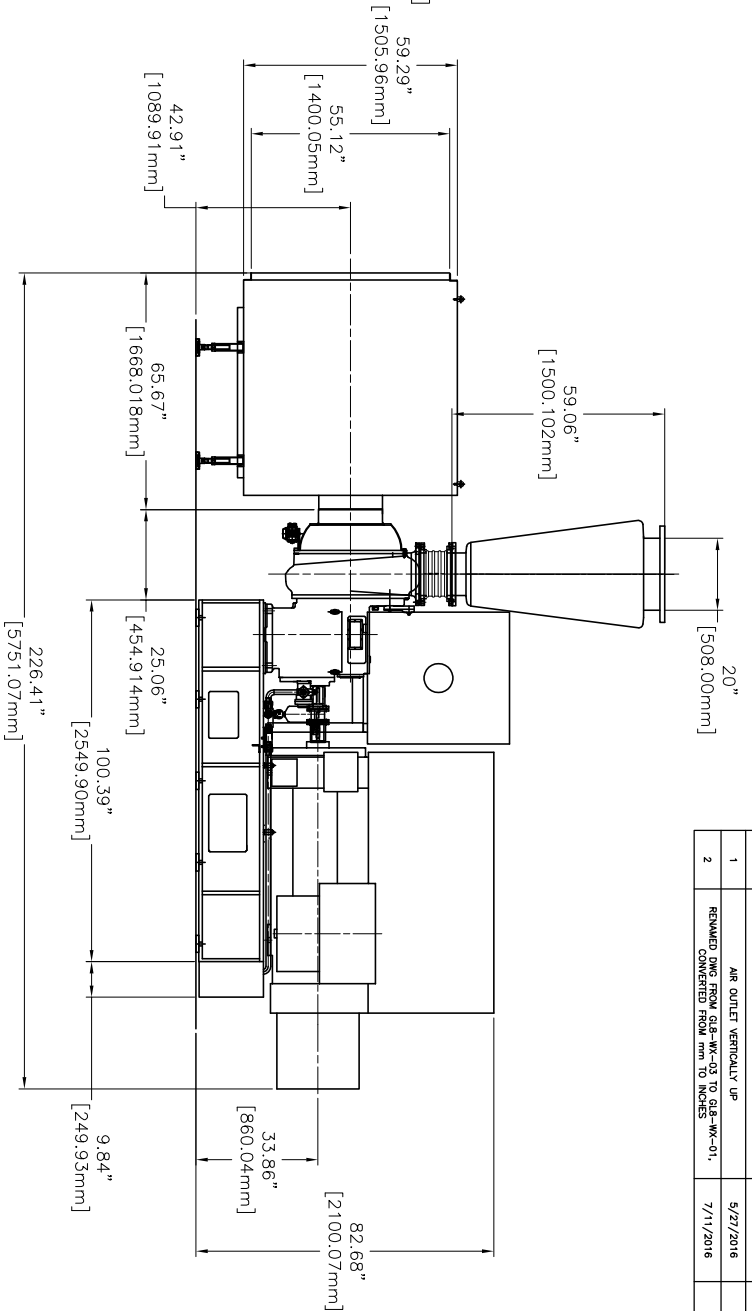 59.29"
[1505.96mm]
55.12"
[1400.05mm]
42.91"
[1089.91mm]
65.67"
[1668.018mm]
59.06"
[1500.102mm]
20"
[508.00mm]
25.06"
[454.914mm]
100.39"
[2549.90mm]
226.41"
[5751.07mm]
9.84"
[249.93mm]
33.86"
[860.04mm]
82.68"
[2100.07mm]
1 AIR OUTLET VERTICALLY UP 5/27/2016
2 RENAMED DWG FROM GL8-WX-03 TO GL8-WX-01, 7/11/2016
CONVERTED FROM mm TO INCHES